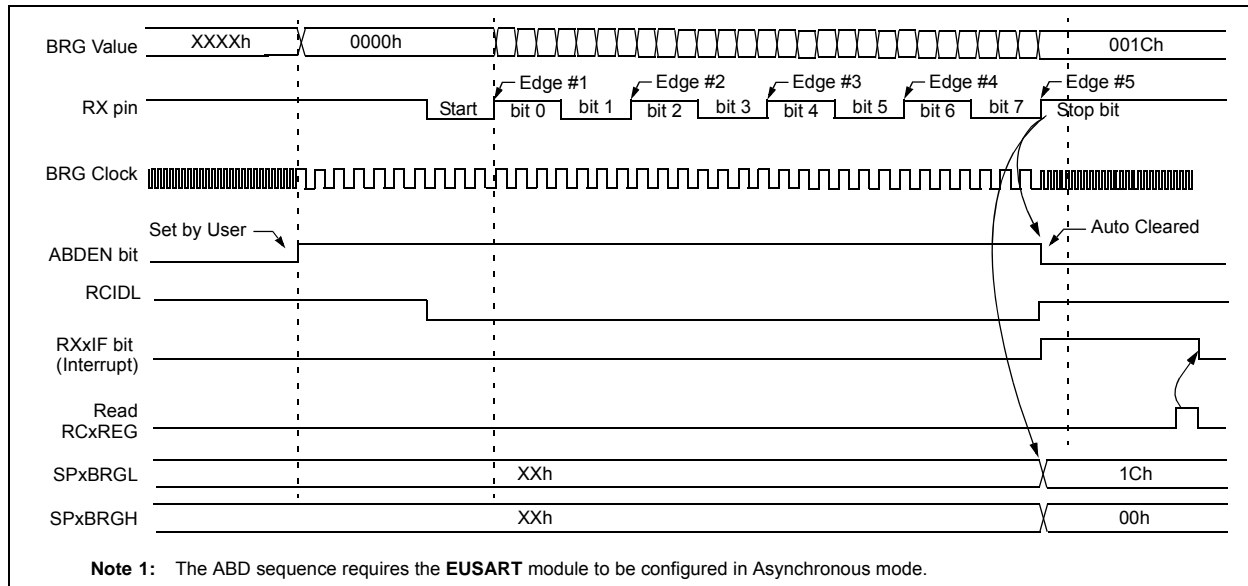 BRG Value XXXXh 0000h 001Ch
Edge #1 Edge #2 Edge #3 Edge #4 Edge #5
RX pin Start bit 0 bit 1 bit 2 bit 3 bit 4 bit 5 bit 6 bit 7 Stop bit
BRG Clock
Set by User Auto Cleared
ABDEN bit
RCIDL
RXxIF bit
(Interrupt)
Read
RCxREG
SPxBRGL XXh 1Ch
SPxBRGH XXh 00h
Note 1: The ABD sequence requires the EUSART module to be configured in Asynchronous mode.